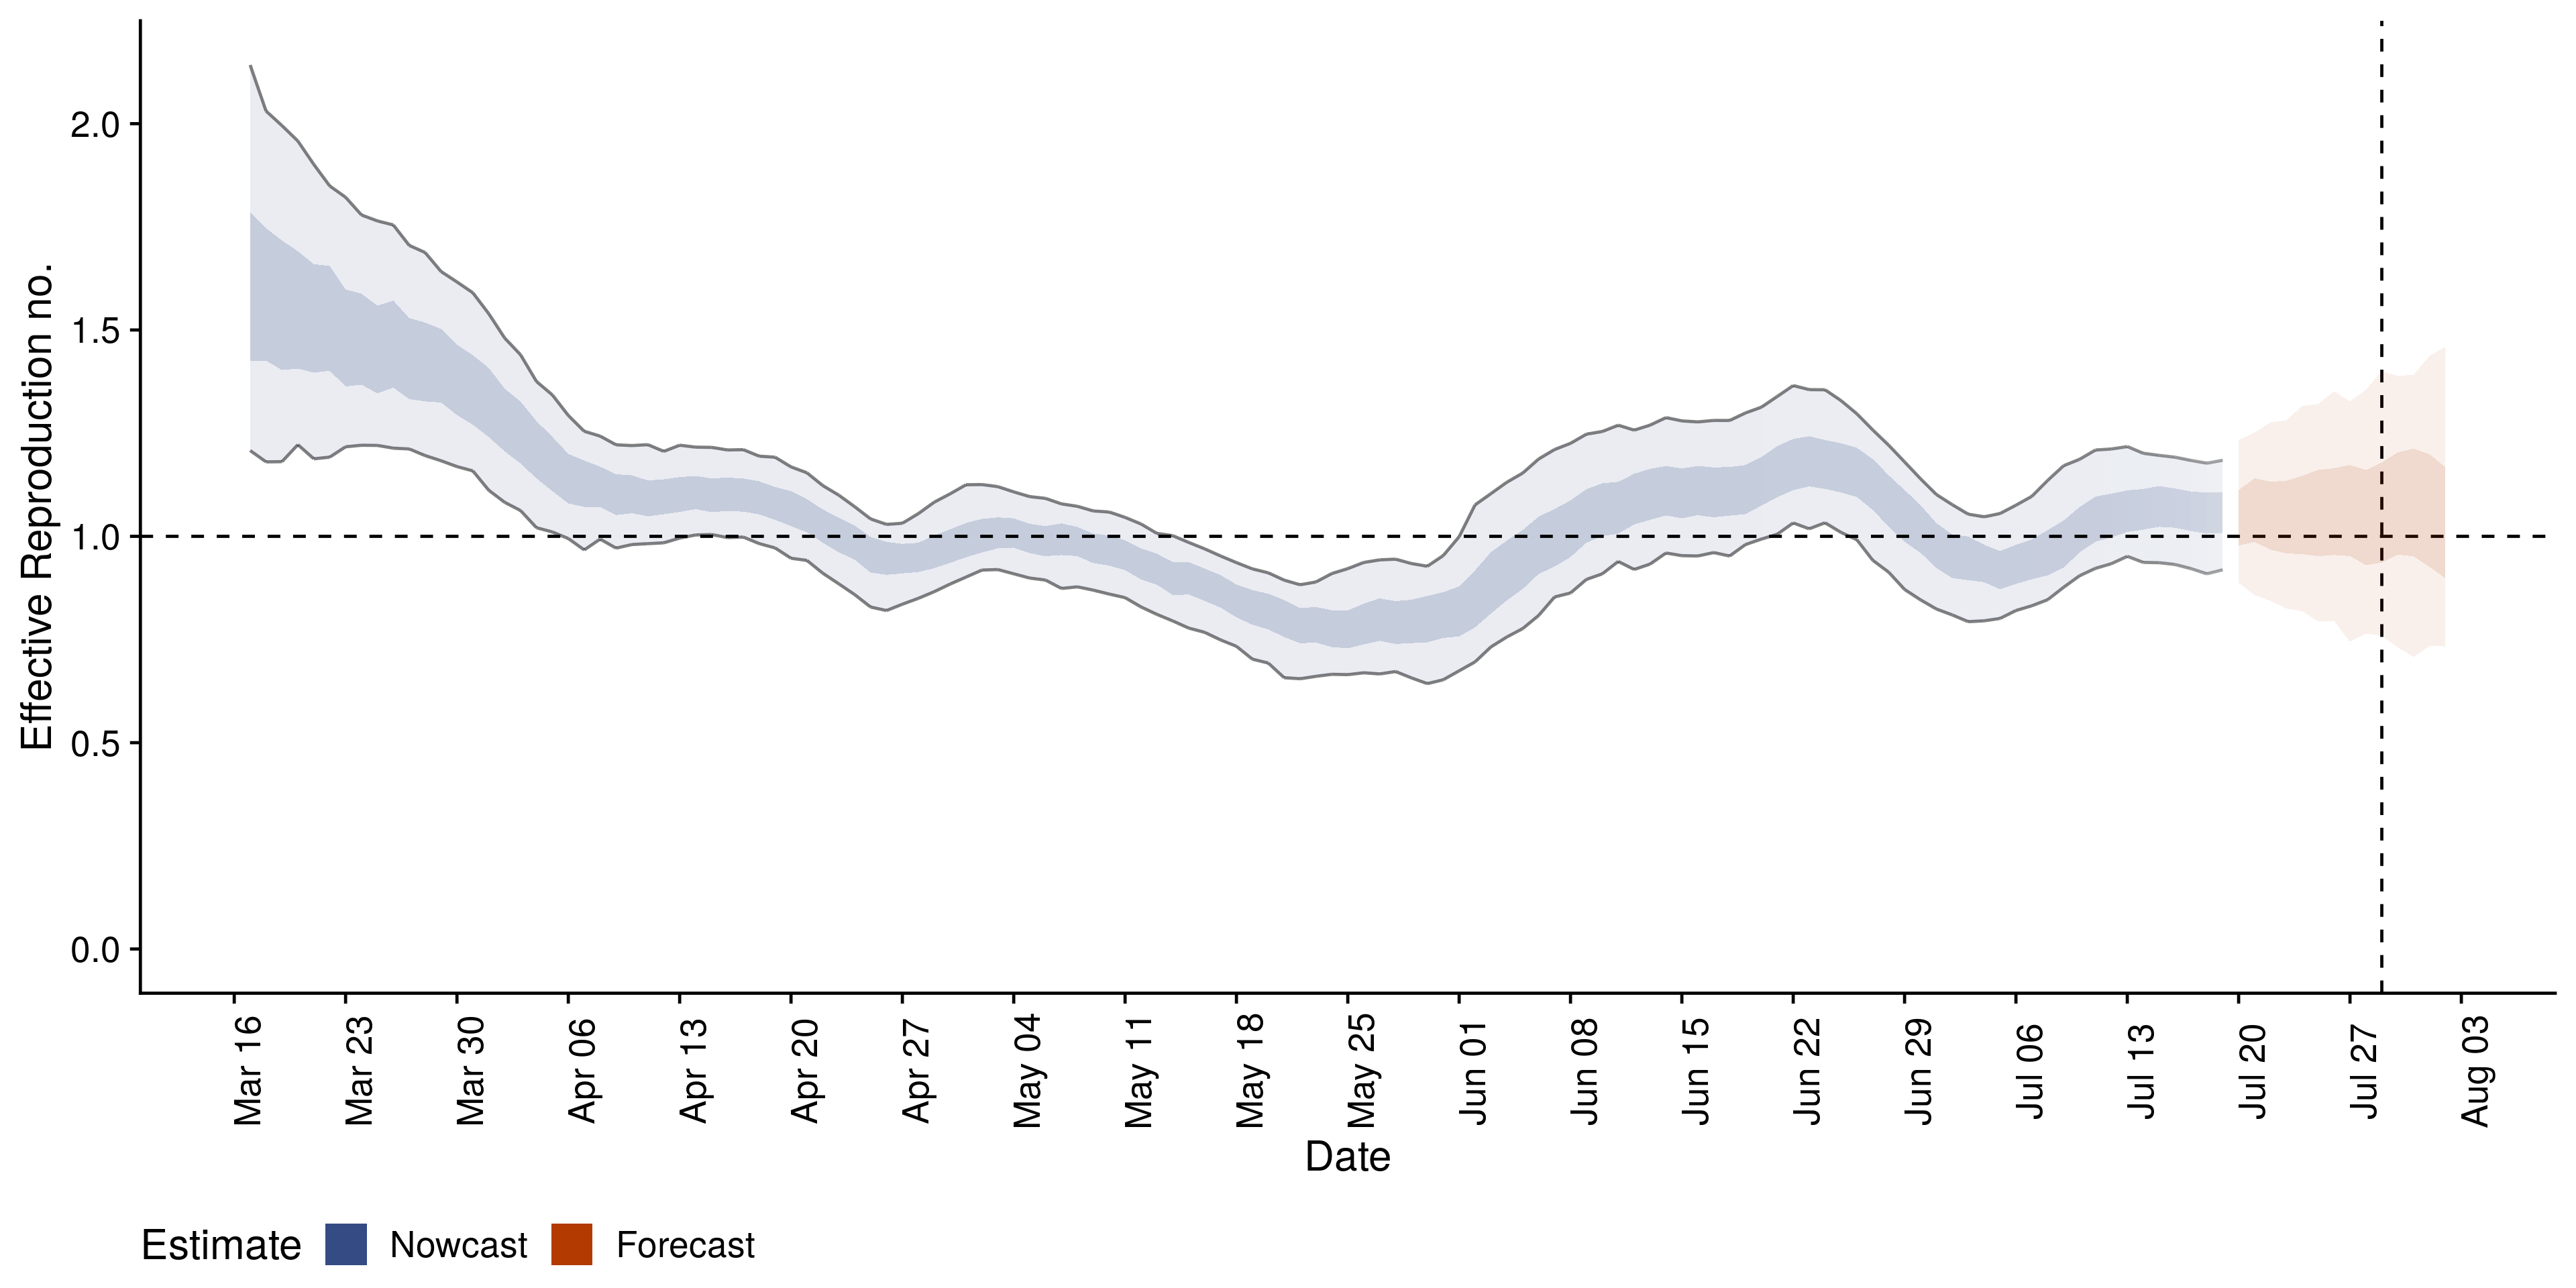 Effective Reproduction no.
2.0
1.5
1.0
0.5
0.0
Mar 16
Mar 23
Mar 30
Apr 06
Apr 13
Apr 20
Apr 27
May 04
May 11
May 18
May 25
Jun 01
Jun 08
Jun 15
Jun 22
Jun 29
Jul 06
Jul 13
Jul 20
Jul 27
Aug 03
Date
Estimate Nowcast Forecast